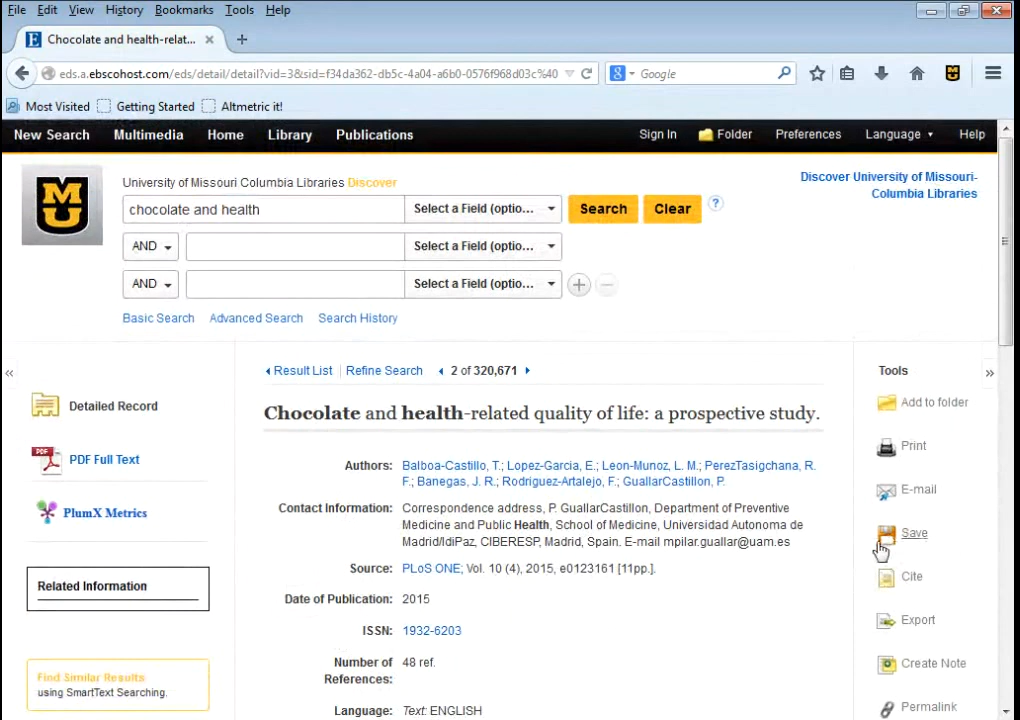 File Edit View History Bookmarks Tools Help
Chocolate and health-relat... × +
eds.a.ebscohost.com/eds/detail/detail?vid=3&sid=f34da362-db5c-4a04-a6b0-0576f968d03c%40 Google
Most Visited Getting Started Altmetric it!
New Search Multimedia Home Library Publications Sign In Folder Preferences Language Help
University of Missouri Columbia Libraries Discover
Discover University of Missouri-
Columbia Libraries
chocolate and health Select a Field (optio... Search Clear ?
AND Select a Field (optio...
AND Select a Field (optio...
Basic Search Advanced Search Search History
« Result List Refine Search 2 of 320,671 Tools »
Detailed Record
PDF Full Text
PlumX Metrics
Related Information
Find Similar Results
using SmartText Searching.
Chocolate and health-related quality of life: a prospective study.
Authors: Balboa-Castillo, T.; Lopez-Garcia, E.; Leon-Munoz, L. M.; PerezTasigchana, R.
F.; Banegas, J. R.; Rodriguez-Artalejo, F.; GuallarCastillon, P.
Contact Information: Correspondence address, P. GuallarCastillon, Department of Preventive
Medicine and Public Health, School of Medicine, Universidad Autonoma de
Madrid/IdiPaz, CIBERESP, Madrid, Spain. E-mail mpilar.guallar@uam.es
Source: PLoS ONE; Vol. 10 (4), 2015, e0123161 [11pp.].
Date of Publication: 2015
ISSN: 1932-6203
Number of 48 ref.
References:
Language: Text: ENGLISH
Add to folder
Print
E-mail
Save
Cite
Export
Create Note
Permalink